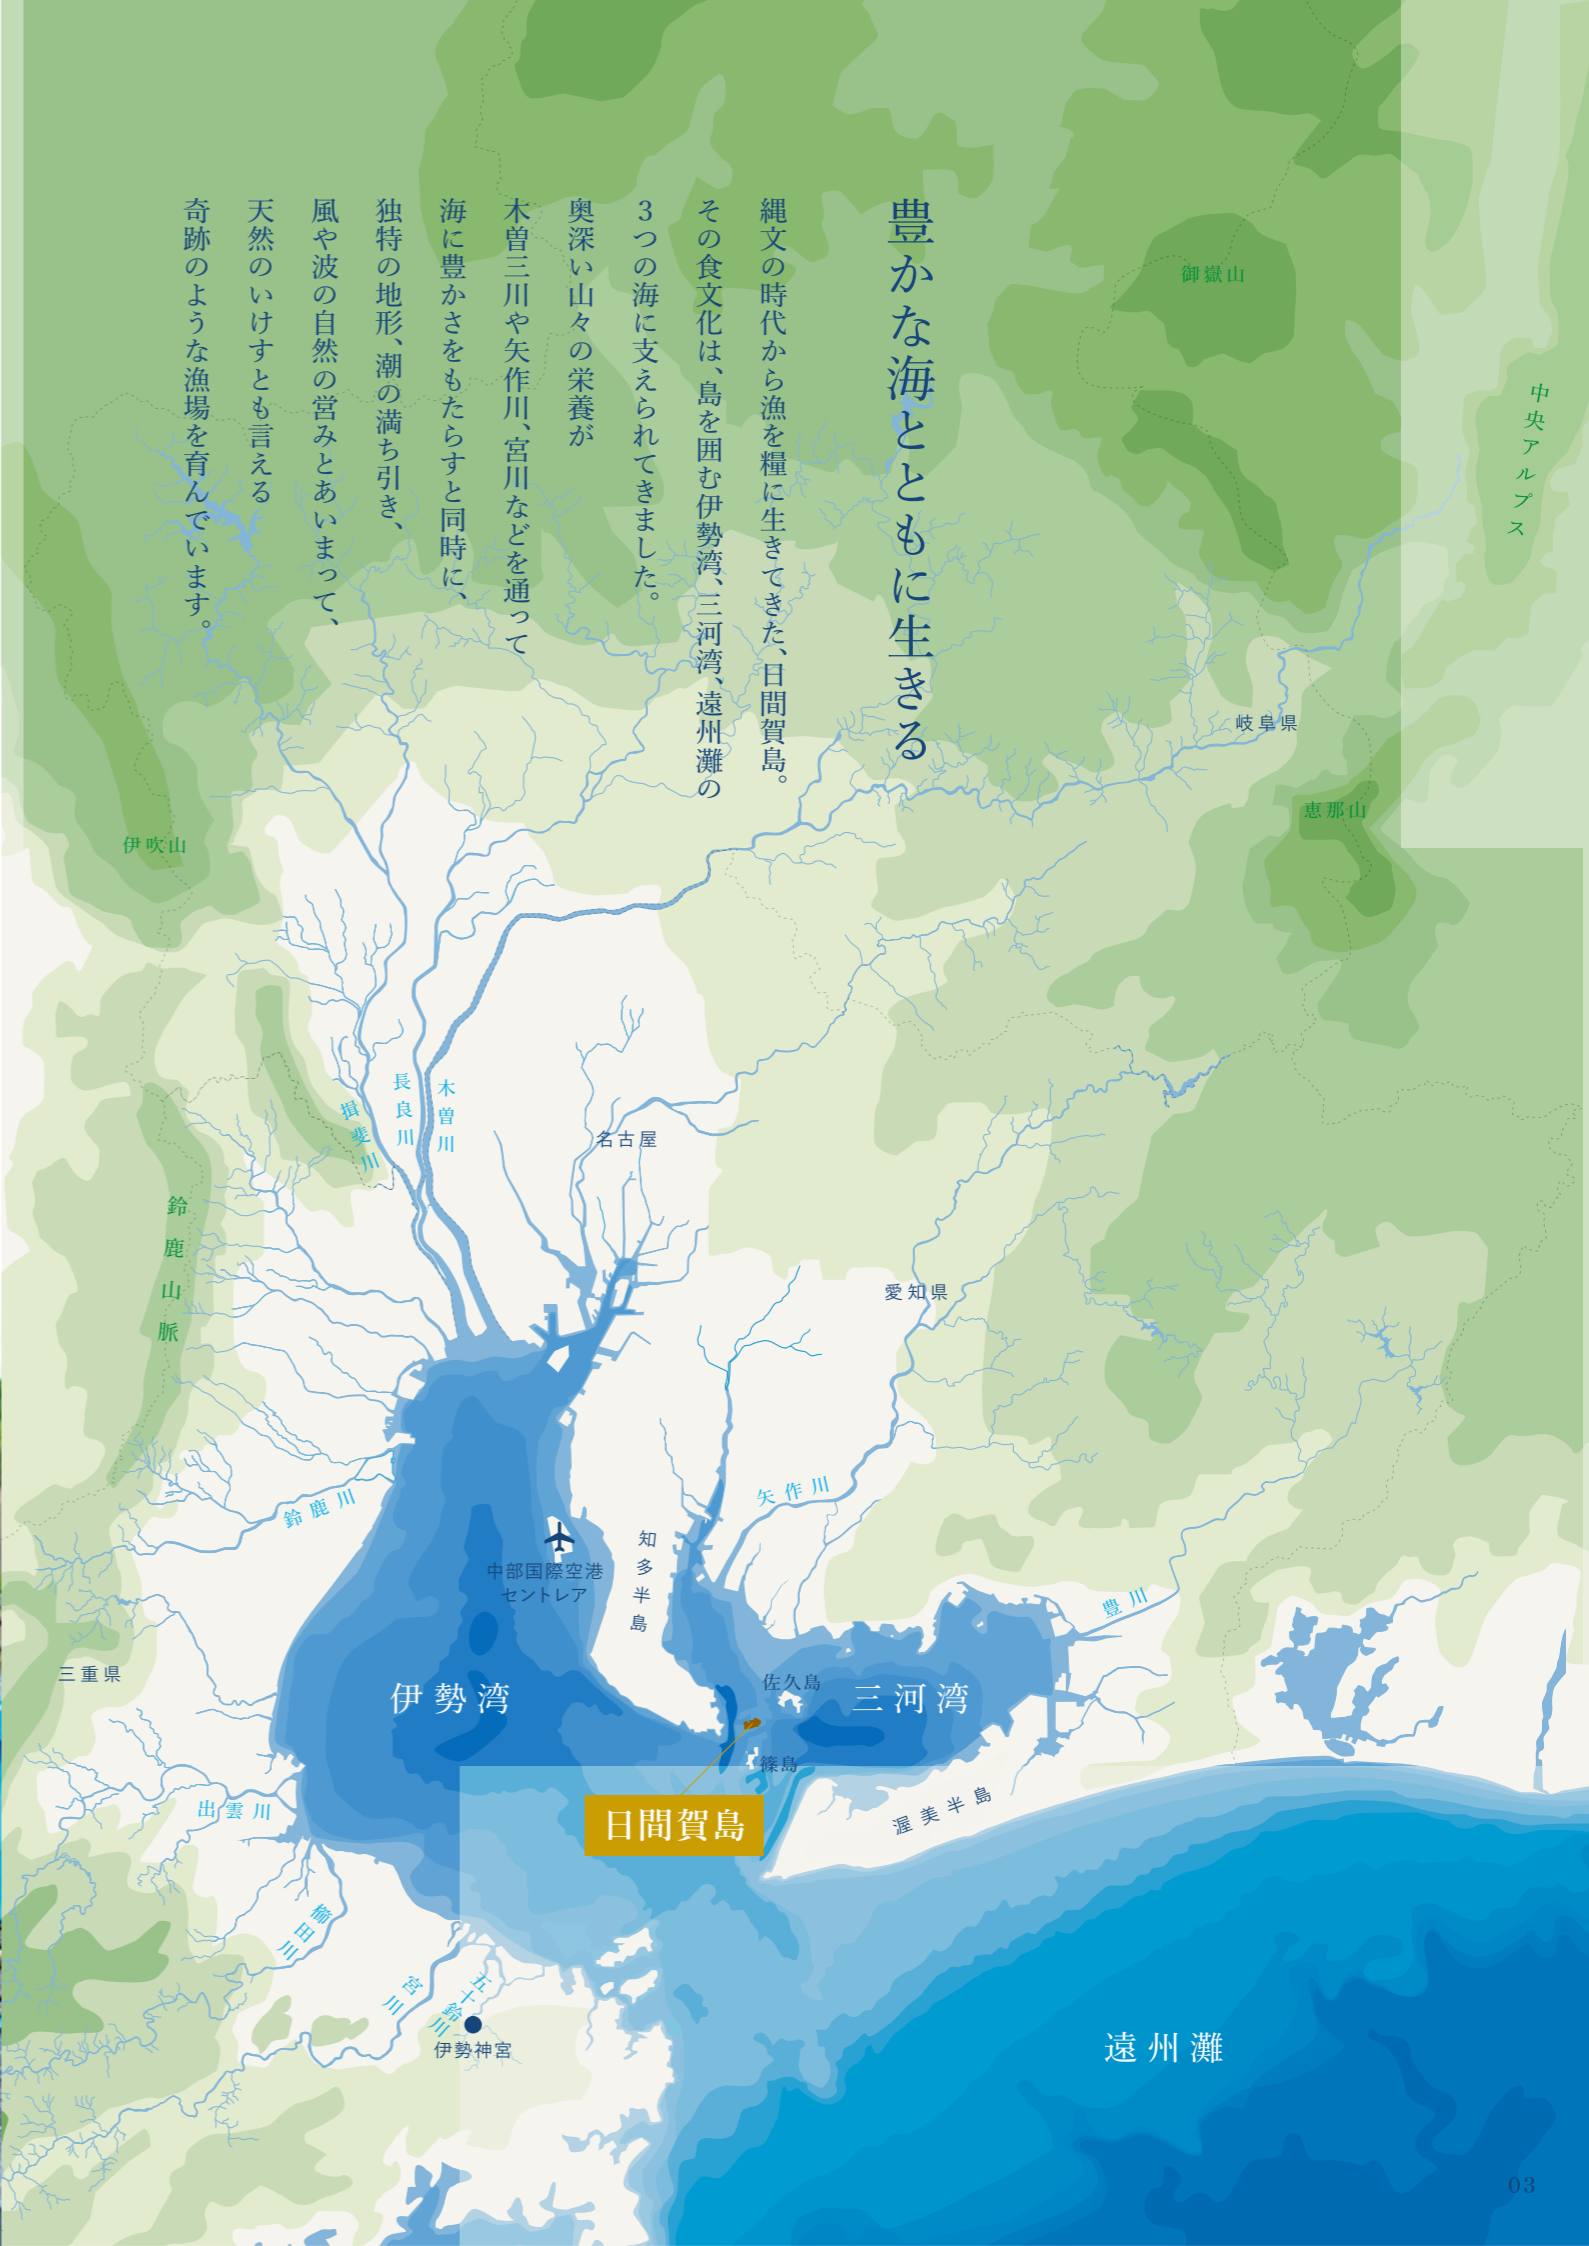 豊かな海とともに生きる
縄文の時代から漁を糧に生きてきた、日間賀島。
その食文化は、島を囲む伊勢湾、三河湾、遠州灘の
3つの海に支えられてきました。
奥深い山々の栄養が
木曽三川や矢作川、宮川などを通って
海に豊かさをもたらすと同時に、
独特の地形、潮の満ち引き、
風や波の自然の営みとあいまって、
天然のいけすとも言える
奇跡のような漁場を育んでいます。
御嶽山
中央アルプス
岐阜県
恵那山
伊吹山
木曽川
長良川
揖斐川
名古屋
鈴鹿山脈
愛知県
矢作川
鈴鹿川
知多半島
中部国際空港
セントレア
豊川
三重県
佐久島
伊勢湾
三河湾
篠島
日間賀島
渥美半島
出雲川
櫛田川
宮川
五十鈴川
伊勢神宮
遠州灘
03